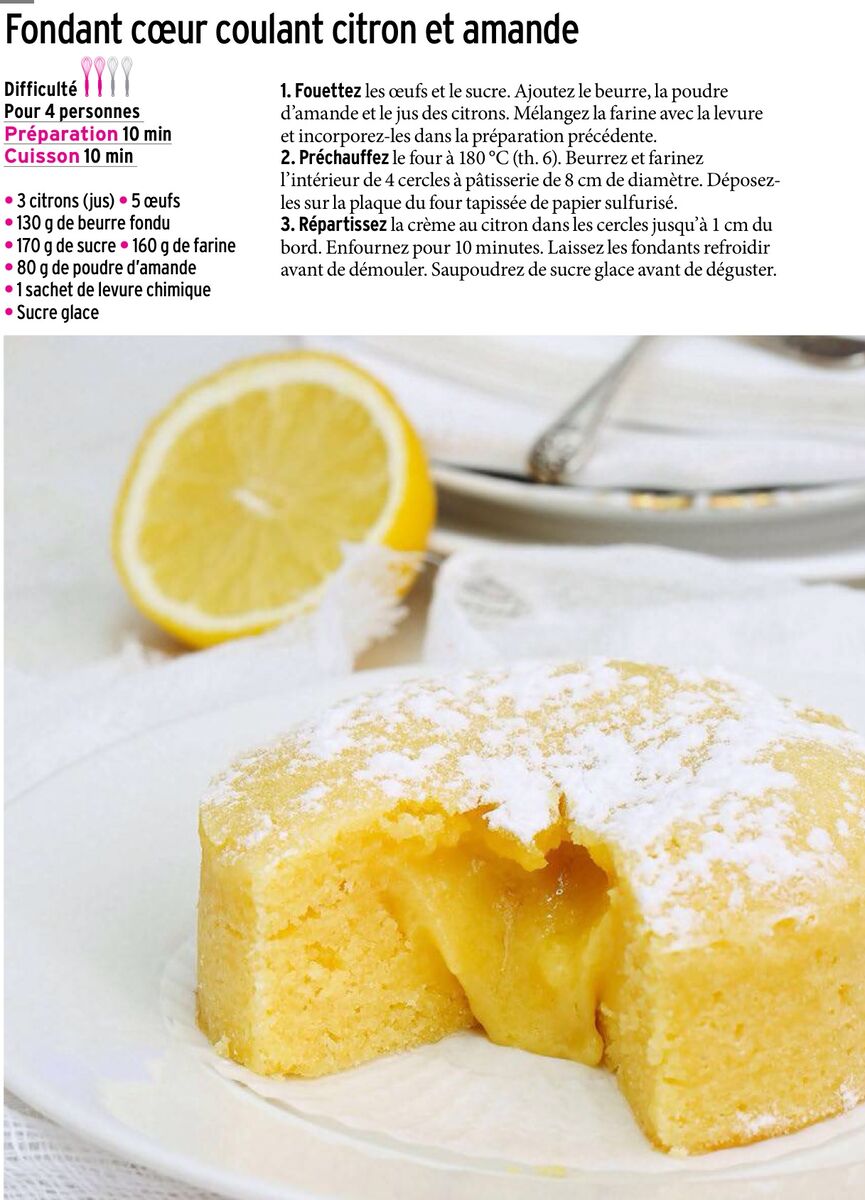 Fondant cœur coulant citron et amande
Difficulté
Pour 4 personnes
Préparation 10 min
Cuisson 10 min
• 3 citrons (jus) • 5 œufs
• 130 g de beurre fondu
• 170 g de sucre • 160 g de farine
• 80 g de poudre d’amande
• 1 sachet de levure chimique
• Sucre glace
1. Fouettez les œufs et le sucre. Ajoutez le beurre, la poudre
d’amande et le jus des citrons. Mélangez la farine avec la levure
et incorporez-les dans la préparation précédente.
2. Préchauffez le four à 180 °C (th. 6). Beurrez et farinez
l’intérieur de 4 cercles à pâtisserie de 8 cm de diamètre. Déposez-
les sur la plaque du four tapissée de papier sulfurisé.
3. Répartissez la crème au citron dans les cercles jusqu’à 1 cm du
bord. Enfournez pour 10 minutes. Laissez les fondants refroidir
avant de démouler. Saupoudrez de sucre glace avant de déguster.